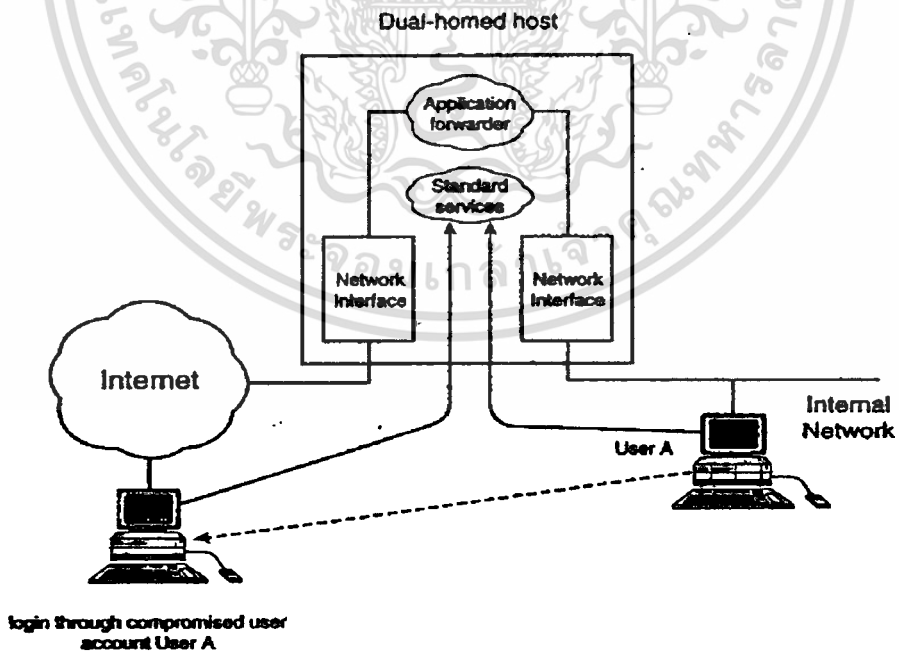 Dual-homed host
Application
forwarder
Standard
services
Network
Interface
Network
Interface
Internet
Internal
Network
User A
login through compromised user
account User A